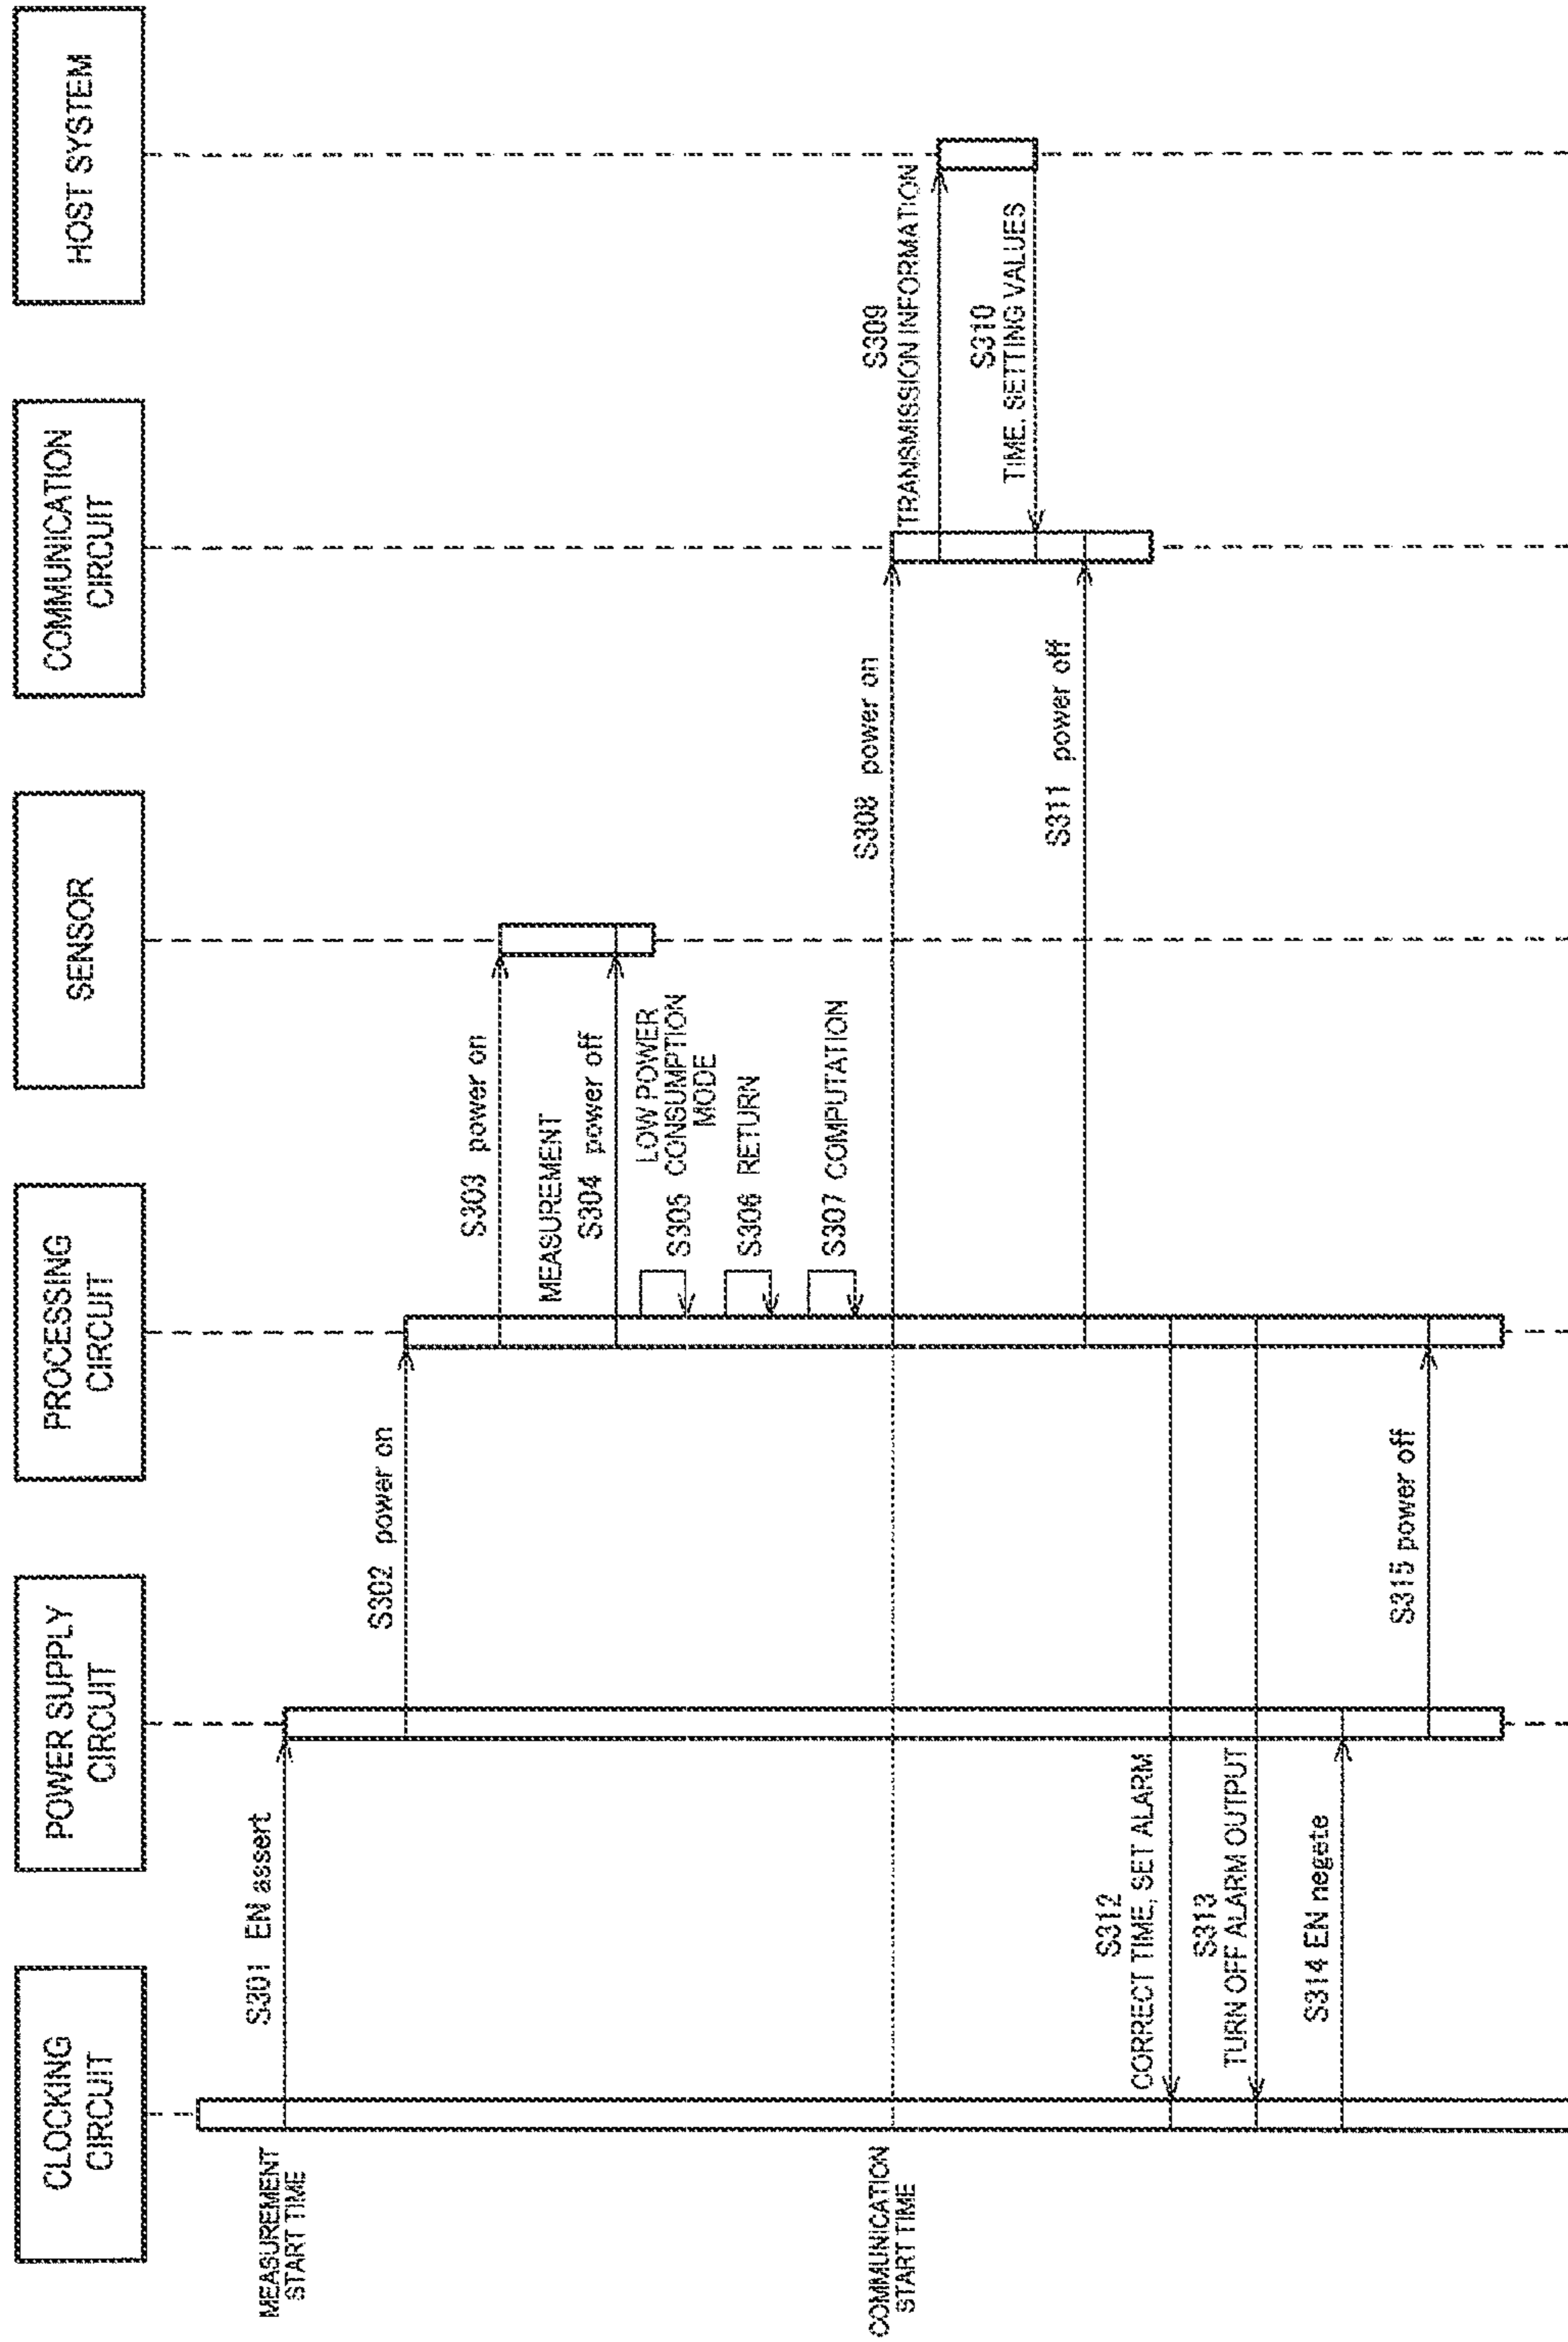 CLOCKING
CIRCUIT
POWER SUPPLY
CIRCUIT
PROCESSING
CIRCUIT
SENSOR
COMMUNICATION
CIRCUIT
HOST SYSTEM
MEASUREMENT
START TIME
S301 EN assert
S302 power on
S303 power on
MEASUREMENT
S304 power off
LOW POWER
S305 CONSUMPTION
MODE
S306 RETURN
S307 COMPUTATION
COMMUNICATION
START TIME
S308 power on
S309
TRANSMISSION INFORMATION
S310
TIME, SETTING VALUES
S311 power off
S312
CORRECT TIME, SET ALARM
S313
TURN OFF ALARM OUTPUT
S314 EN negete
S315 power off